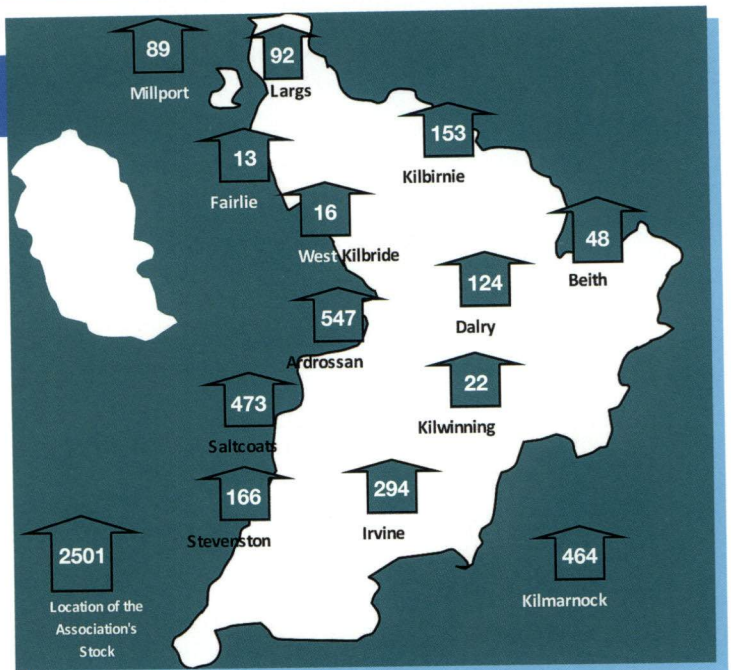 89
Millport
92
Largs
153
Kilbirnie
13
Fairlie
16
West Kilbride
48
Beith
124
Dalry
547
Ardrossan
22
Kilwinning
473
Saltcoats
166
Stevenston
294
Irvine
464
Kilmarnock
2501
Location of the
Association's
Stock